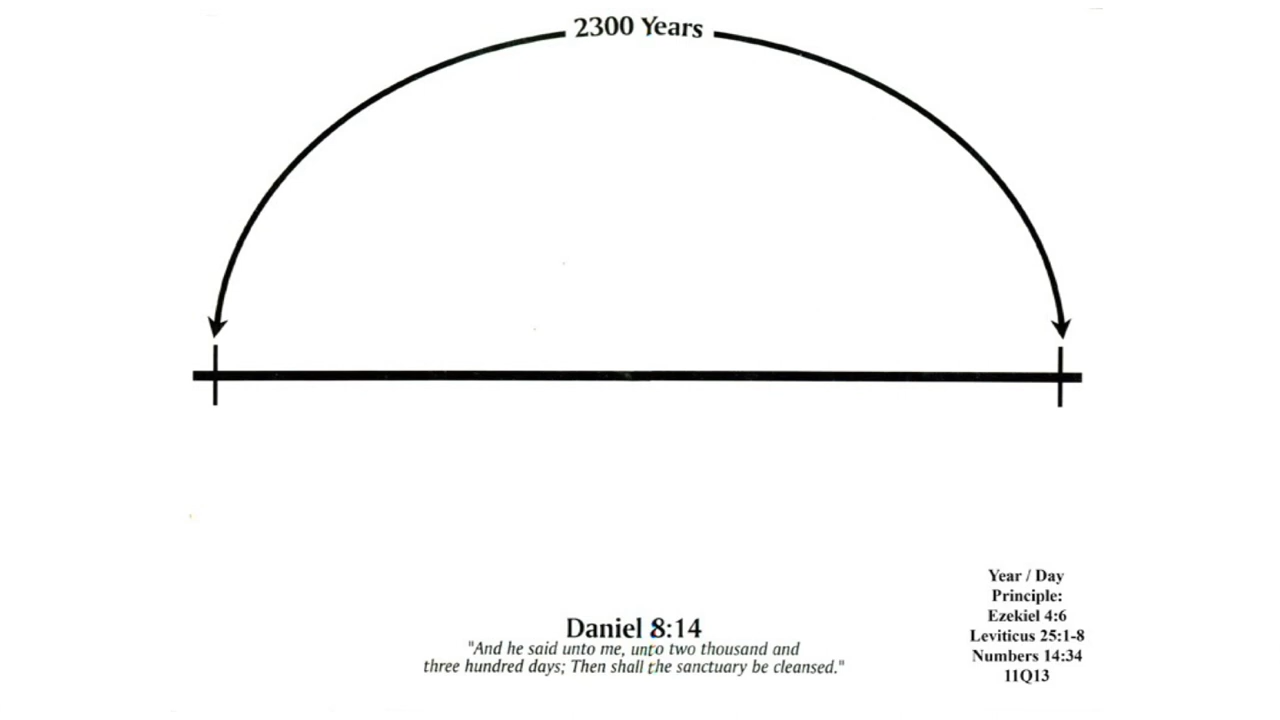 2300 Years
Daniel 8:14
"And he said unto me, unto two thousand and
three hundred days; Then shall the sanctuary be cleansed."
Year / Day
Principle:
Ezekiel 4:6
Leviticus 25:1-8
Numbers 14:34
11Q13